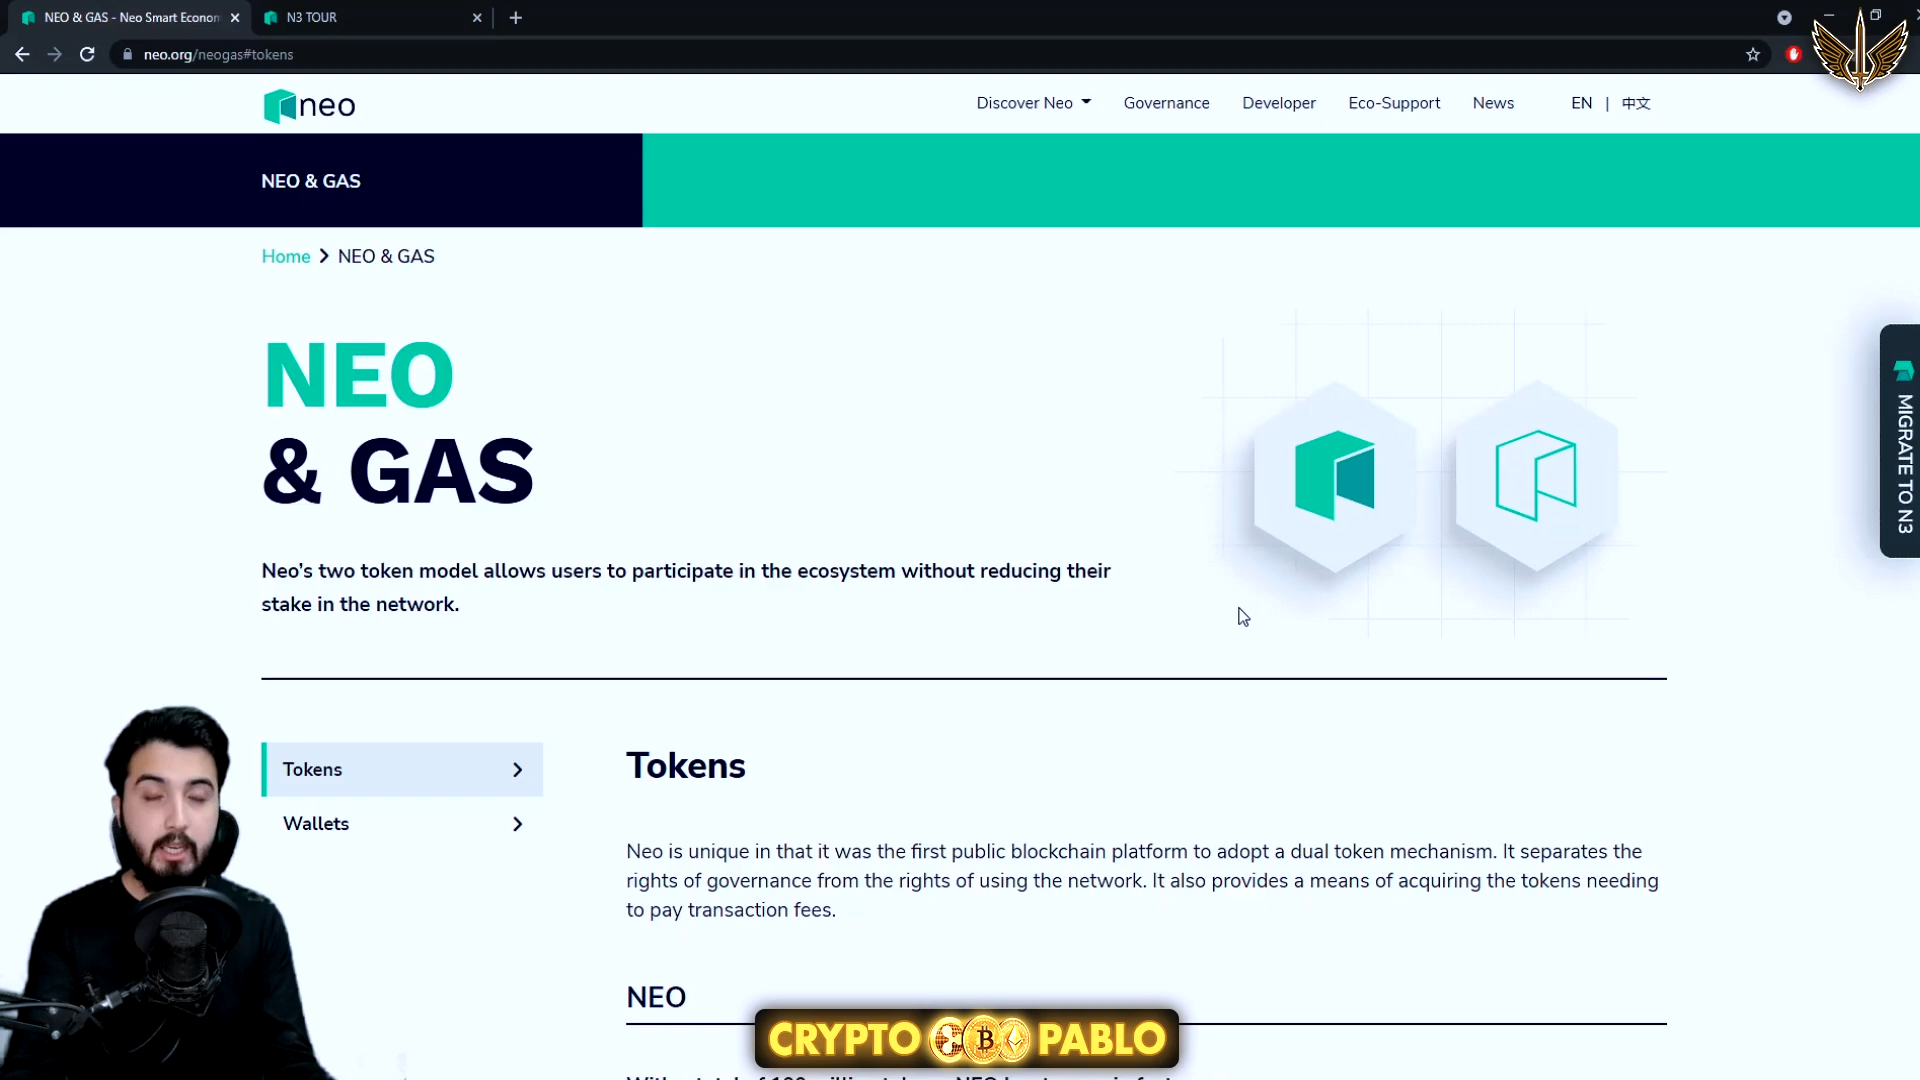 NEO & GAS - Neo Smart Econom
N3 TOUR
neo.org/neogas#tokens
neo
Discover Neo
Governance
Developer
Eco-Support
News
EN | 中文
NEO & GAS
Home > NEO & GAS
NEO
& GAS
Neo's two token model allows users to participate in the ecosystem without reducing their
stake in the network.
MIGRATE TO N3
Tokens
Wallets
Tokens
Neo is unique in that it was the first public blockchain platform to adopt a dual token mechanism. It separates the
rights of governance from the rights of using the network. It also provides a means of acquiring the tokens needing
to pay transaction fees.
NEO
CRYPTO PABLO